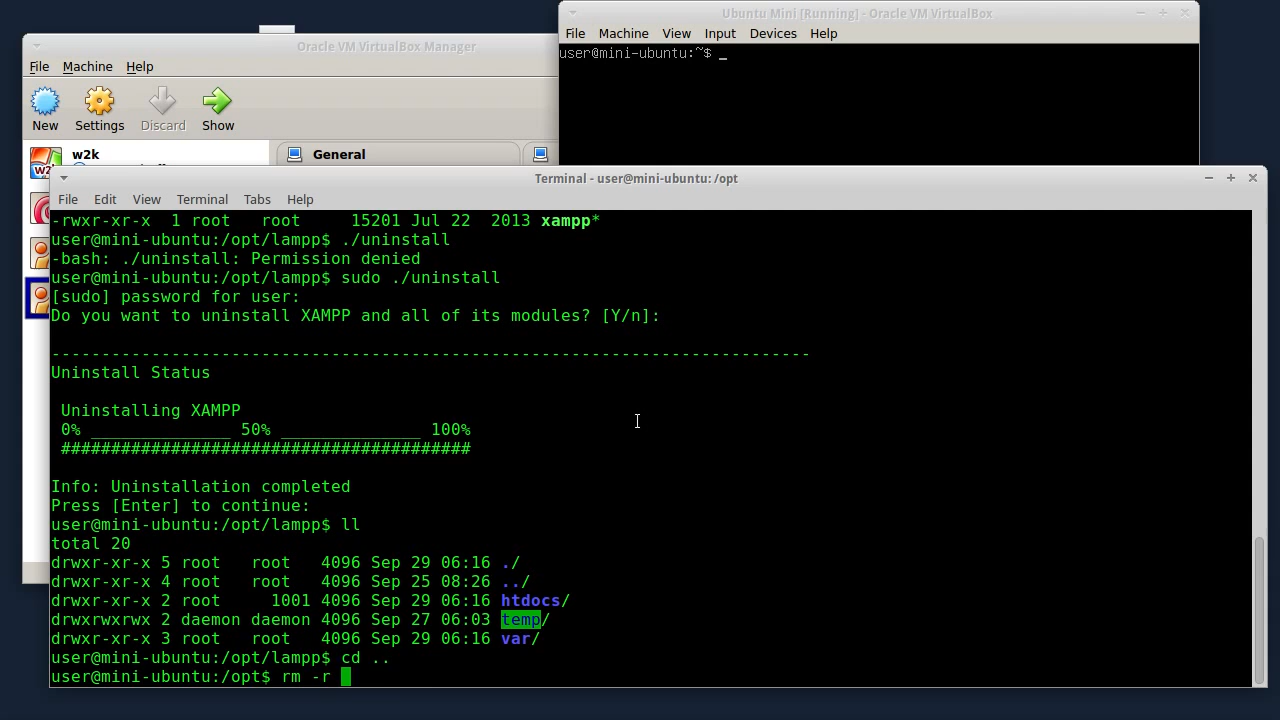 Ubuntu Mini [Running] - Oracle VM VirtualBox
File Machine View Input Devices Help
user@mini-ubuntu:~$ _
Oracle VM VirtualBox Manager
File Machine Help
New Settings Discard Show
w2k
General
Terminal - user@mini-ubuntu: /opt
File Edit View Terminal Tabs Help
-rwxr-xr-x  1 root   root     15201 Jul 22  2013 xampp*
user@mini-ubuntu:/opt/lampp$ ./uninstall
-bash: ./uninstall: Permission denied
user@mini-ubuntu:/opt/lampp$ sudo ./uninstall
[sudo] password for user:
Do you want to uninstall XAMPP and all of its modules? [Y/n]:
----------------------------------------------------------------------------
Uninstall Status
Uninstalling XAMPP
0% ______________ 50% ______________ 100%
#########################################
Info: Uninstallation completed
Press [Enter] to continue:
user@mini-ubuntu:/opt/lampp$ ll
total 20
drwxr-xr-x 5 root   root   4096 Sep 29 06:16 ./
drwxr-xr-x 4 root   root   4096 Sep 25 08:26 ../
drwxr-xr-x 2 root     1001 4096 Sep 29 06:16 htdocs/
drwxrwxrwx 2 daemon daemon 4096 Sep 27 06:03 temp/
drwxr-xr-x 3 root   root   4096 Sep 29 06:16 var/
user@mini-ubuntu:/opt/lampp$ cd ..
user@mini-ubuntu:/opt$ rm -r